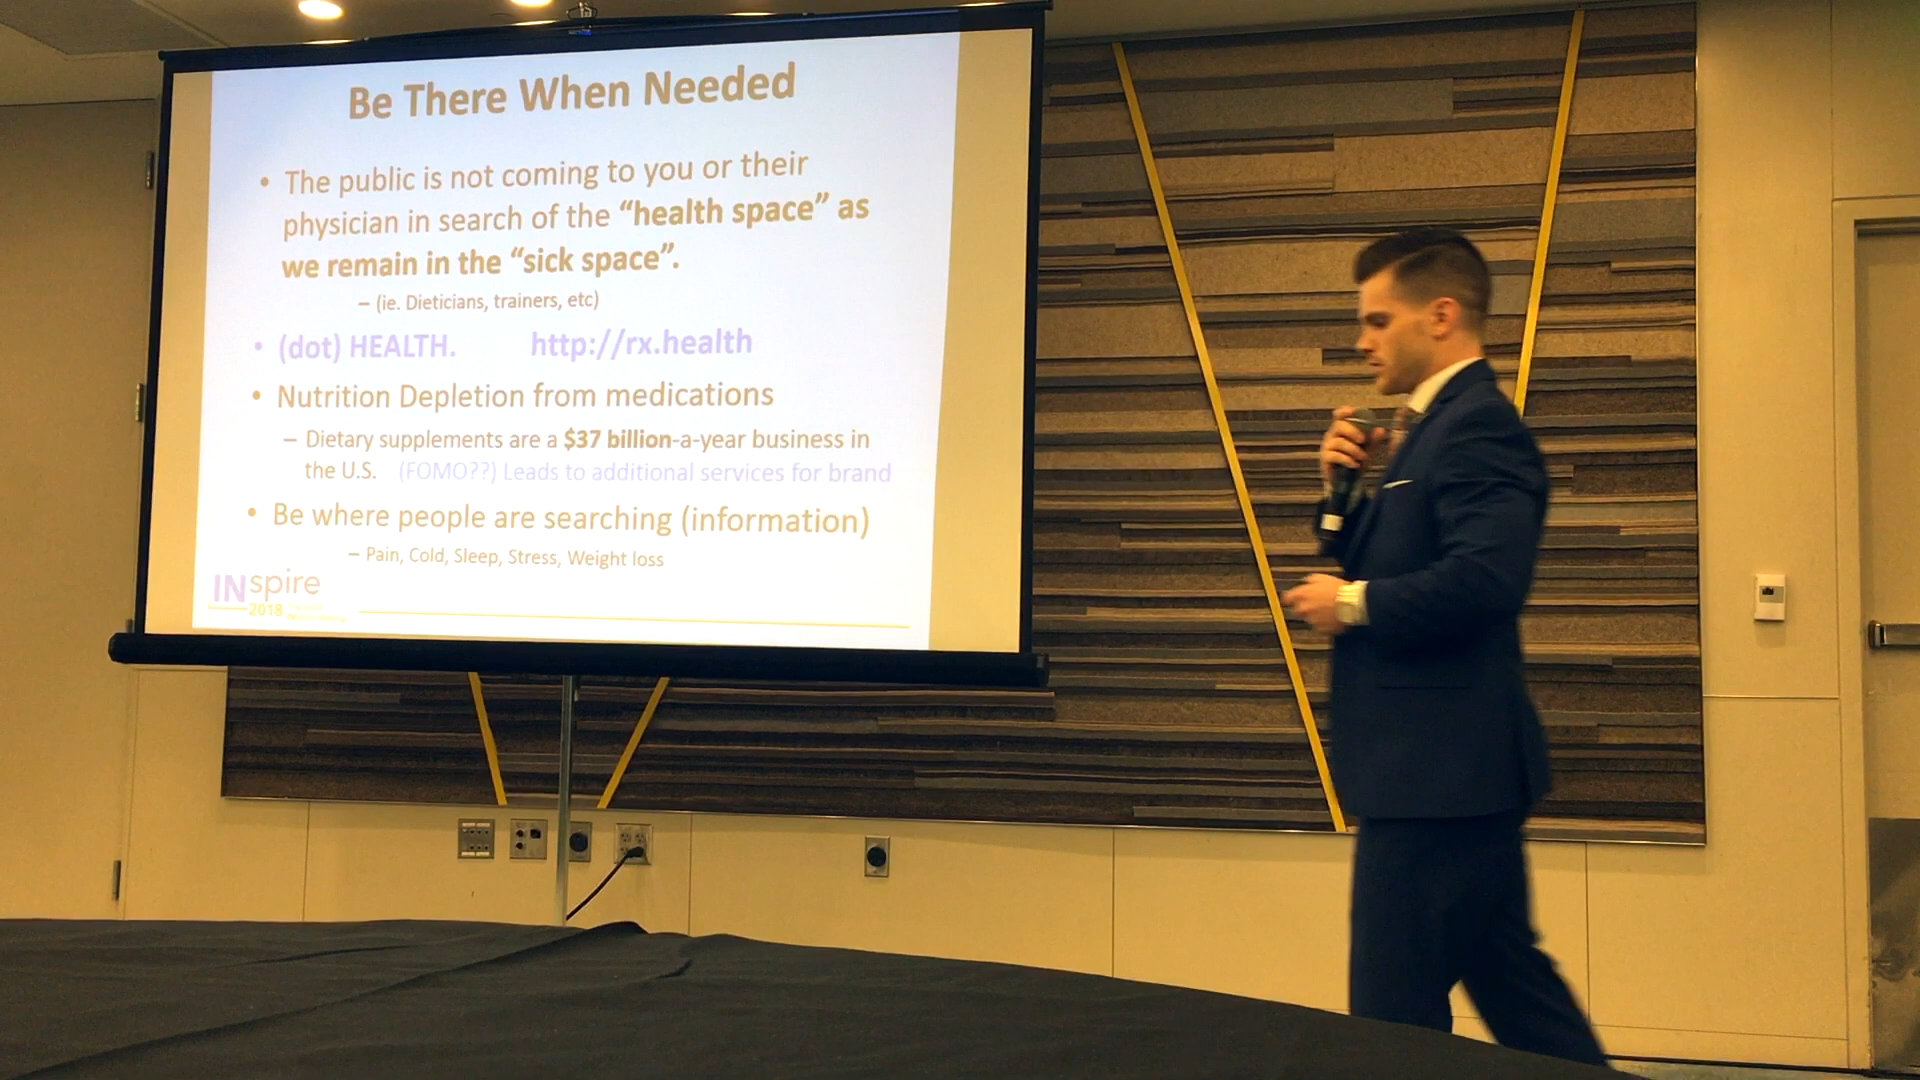 Be There When Needed
• The public is not coming to you or their
physician in search of the “health space” as
we remain in the “sick space”.
– (ie. Dieticians, trainers, etc)
• (dot) HEALTH. http://rx.health
• Nutrition Depletion from medications
– Dietary supplements are a $37 billion-a-year business in
the U.S. (FOMO??) Leads to additional services for brand
• Be where people are searching (information)
– Pain, Cold, Sleep, Stress, Weight loss
INspire
2018